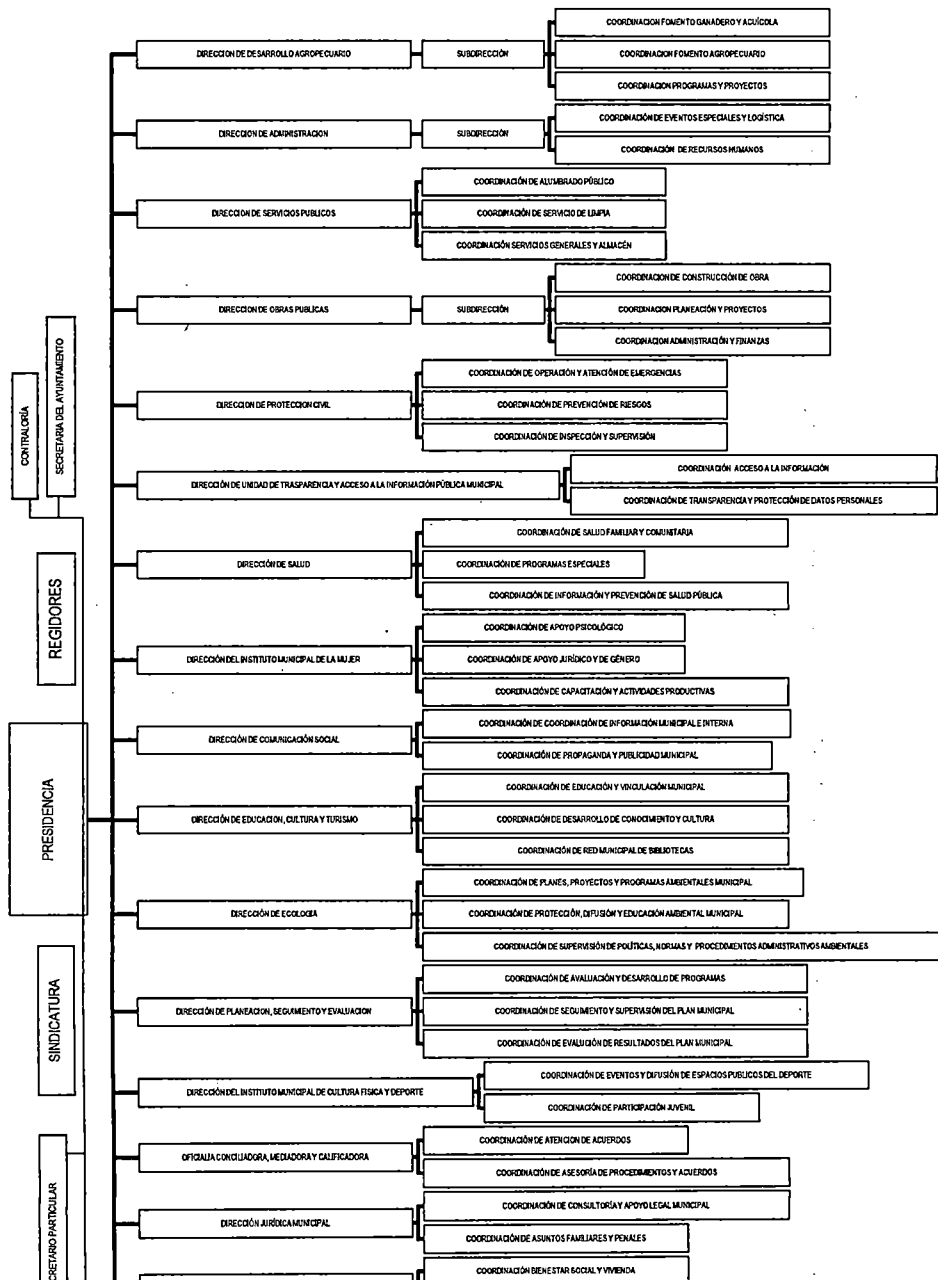 COORDINACION FOMENTO GANADERO Y ACUÍCOLA
DIRECCION DE DESARROLLO AGROPECUARIO
SUBDIRECCIÓN
COORDINACION FOMENTO AGROPECUARIO
COORDINACION PROGRAMAS Y PROYECTOS
DIRECCION DE ADMINISTRACION
SUBDIRECCIÓN
COORDINACIÓN DE EVENTOS ESPECIALES Y LOGÍSTICA
COORDINACIÓN DE RECURSOS HUMANOS
DIRECCION DE SERVICIOS PUBLICOS
COORDINACIÓN DE ALUMBRADO PÚBLICO
COORDINACIÓN DE SERVICIO DE LIMPIA
COORDINACIÓN SERVICIOS GENERALES Y ALMACÉN
DIRECCION DE OBRAS PUBLICAS
SUBDIRECCIÓN
COORDINACION DE CONSTRUCCIÓN DE OBRA
COORDINACION PLANEACIÓN Y PROYECTOS
COORDINACION ADMINISTRACIÓN Y FINANZAS
CONTRALORÍA
SECRETARIA DEL AYUNTAMIENTO
DIRECCION DE PROTECCION CIVIL
COORDINACIÓN DE OPERACIÓN Y ATENCIÓN DE EMERGENCIAS
COORDINACIÓN DE PREVENCIÓN DE RIESGOS
COORDINACIÓN DE INSPECCIÓN Y SUPERVISIÓN
DIRECCIÓN DE UNIDAD DE TRASPARENCIA Y ACCESO A LA INFORMACIÓN PÚBLICA MUNICIPAL
COORDINACIÓN ACCESO A LA INFORMACIÓN
COORDINACIÓN DE TRANSPARENCIA Y PROTECCIÓN DE DATOS PERSONALES
REGIDORES
DIRECCIÓN DE SALUD
COORDINACIÓN DE SALUD FAMILIAR Y COMUNITARIA
COORDINACIÓN DE PROGRAMAS ESPECIALES
COORDINACIÓN DE INFORMACIÓN Y PREVENCIÓN DE SALUD PÚBLICA
DIRECCIÓN DEL INSTITUTO MUNICIPAL DE LA MUJER
COORDINACIÓN DE APOYO PSICOLÓGICO
COORDINACIÓN DE APOYO JURÍDICO Y DE GÉNERO
COORDINACIÓN DE CAPACITACIÓN Y ACTIVIDADES PRODUCTIVAS
PRESIDENCIA
DIRECCIÓN DE COMUNICACIÓN SOCIAL
COORDINACIÓN DE COORDINACIÓN DE INFORMACIÓN MUNICIPAL E INTERNA
COORDINACIÓN DE PROPAGANDA Y PUBLICIDAD MUNICIPAL
DIRECCIÓN DE EDUCACION, CULTURA Y TURISMO
COORDINACIÓN DE EDUCACIÓN Y VINCULACIÓN MUNICIPAL
COORDINACIÓN DE DESARROLLO DE CONOCIMIENTO Y CULTURA
COORDINACIÓN DE RED MUNICIPAL DE BIBLIOTECAS
DIRECCIÓN DE ECOLOGIA
COORDINACIÓN DE PLANES, PROYECTOS Y PROGRAMAS AMBIENTALES MUNICIPAL
COORDINACIÓN DE PROTECCIÓN, DIFUSIÓN Y EDUCACIÓN AMBIENTAL MUNICIPAL
COORDINACIÓN DE SUPERVISIÓN DE POLÍTICAS, NORMAS Y PROCEDIMIENTOS ADMINISTRATIVOS AMBIENTALES
SINDICATURA
DIRECCIÓN DE PLANEACION, SEGUIMIENTO Y EVALUACION
COORDINACIÓN DE AVALUACIÓN Y DESARROLLO DE PROGRAMAS
COORDINACIÓN DE SEGUIMIENTO Y SUPERVISIÓN DEL PLAN MUNICIPAL
COORDINACIÓN DE EVALUCIÓN DE RESULTADOS DEL PLAN MUNICIPAL
DIRECCIÓN DEL INSTITUTO MUNICIPAL DE CULTURA FISICA Y DEPORTE
COORDINACIÓN DE EVENTOS Y DIFUSIÓN DE ESPACIOS PUBLICOS DEL DEPORTE
COORDINACIÓN DE PARTICIPACIÓN JUVENIL
CRETARIO PARTICULAR
OFICIALIA CONCILIADORA, MEDIADORA Y CALIFICADORA
COORDINACIÓN DE ATENCION DE ACUERDOS
COORDINACIÓN DE ASESORÍA DE PROCEDIMIENTOS Y ACUERDOS
DIRECCIÓN JURÍDICA MUNICIPAL
COORDINACIÓN DE CONSULTORÍA Y APOYO LEGAL MUNICIPAL
COORDINACIÓN DE ASUNTOS FAMILIARES Y PENALES
COORDINACIÓN BIENESTAR SOCIAL Y VIVIENDA